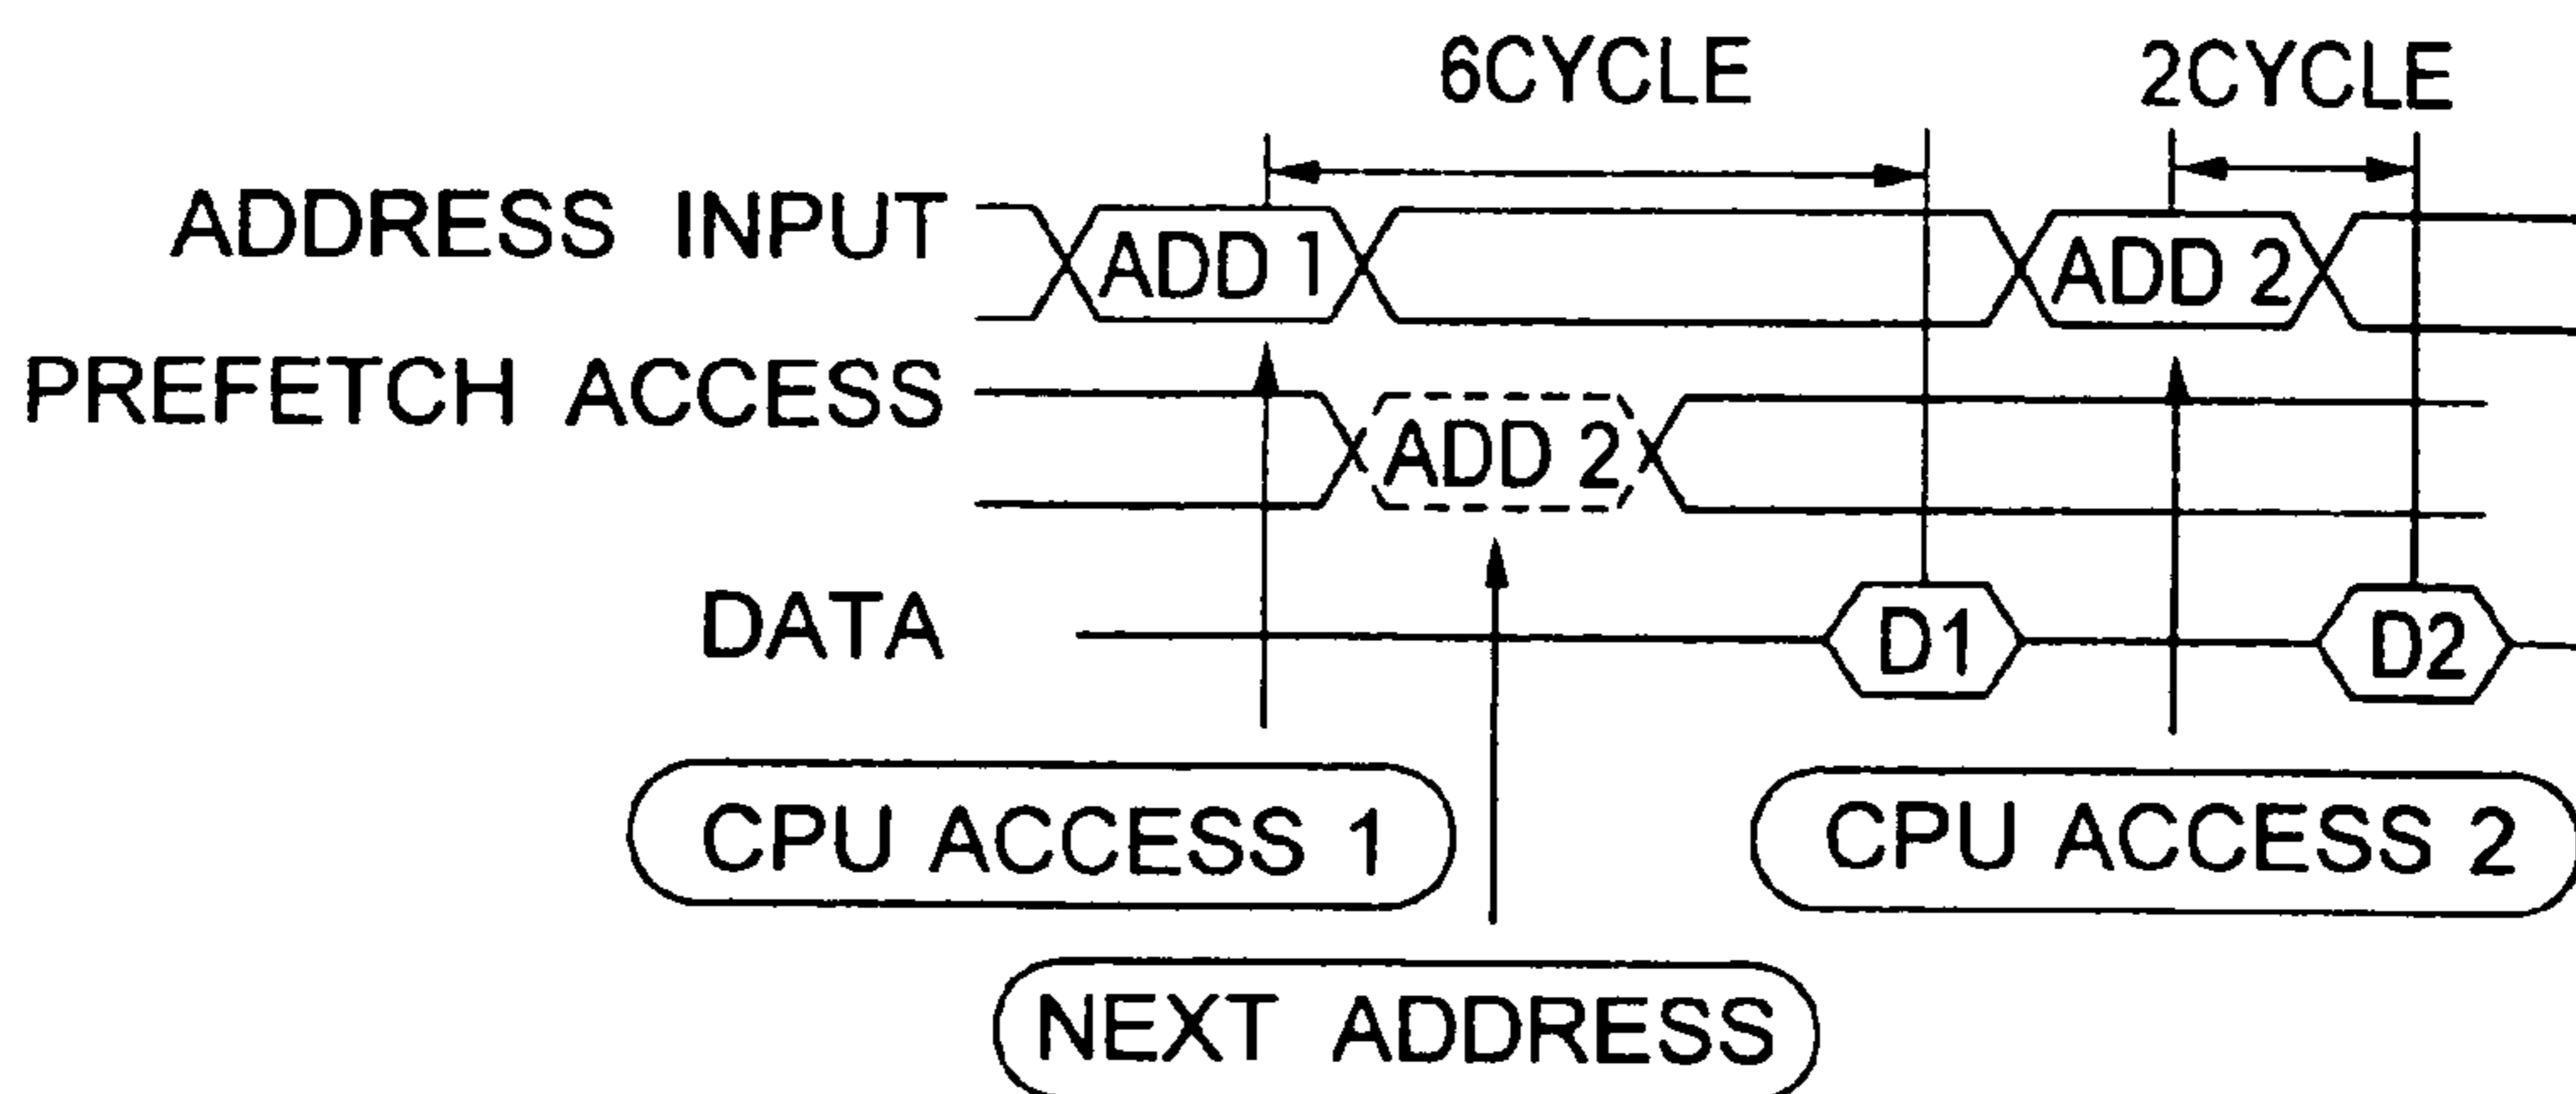 6CYCLE 2CYCLE
ADDRESS INPUT ADD 1 ADD 2
PREFETCH ACCESS ADD 2
DATA D1 D2
CPU ACCESS 1 CPU ACCESS 2
NEXT ADDRESS